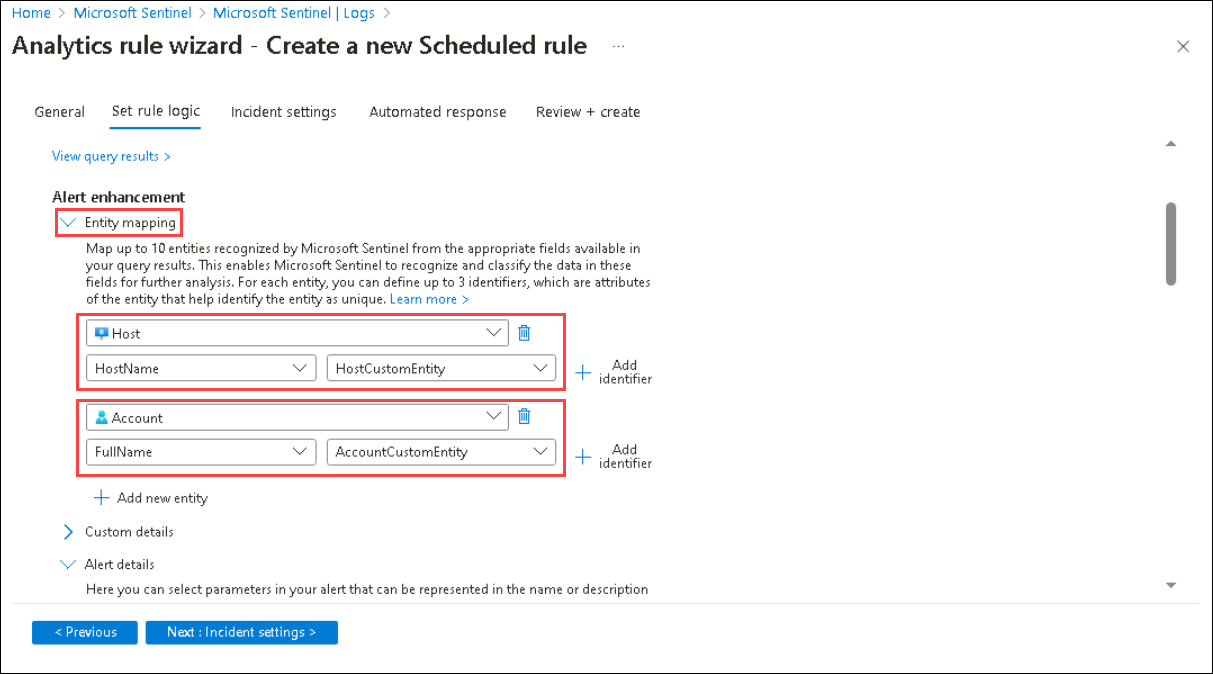 Home > Microsoft Sentinel > Microsoft Sentinel | Logs >
Analytics rule wizard - Create a new Scheduled rule ...
General Set rule logic Incident settings Automated response Review + create
View query results >
Alert enhancement
Entity mapping
Map up to 10 entities recognized by Microsoft Sentinel from the appropriate fields available in
your query results. This enables Microsoft Sentinel to recognize and classify the data in these
fields for further analysis. For each entity, you can define up to 3 identifiers, which are attributes
of the entity that help identify the entity as unique. Learn more >
Host
HostName HostCustomEntity
Add
identifier
Account
FullName AccountCustomEntity
Add
identifier
Add new entity
Custom details
Alert details
Here you can select parameters in your alert that can be represented in the name or description
< Previous Next : Incident settings >